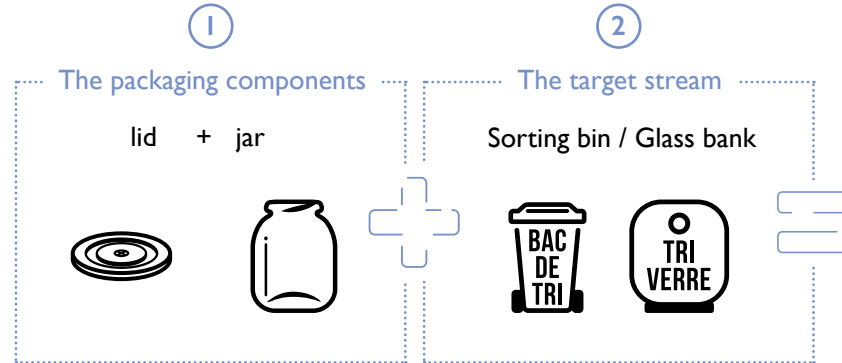 1
The packaging components
lid + jar
2
The target stream
Sorting bin / Glass bank
BAC
DE
TRI
TRI
VERRE